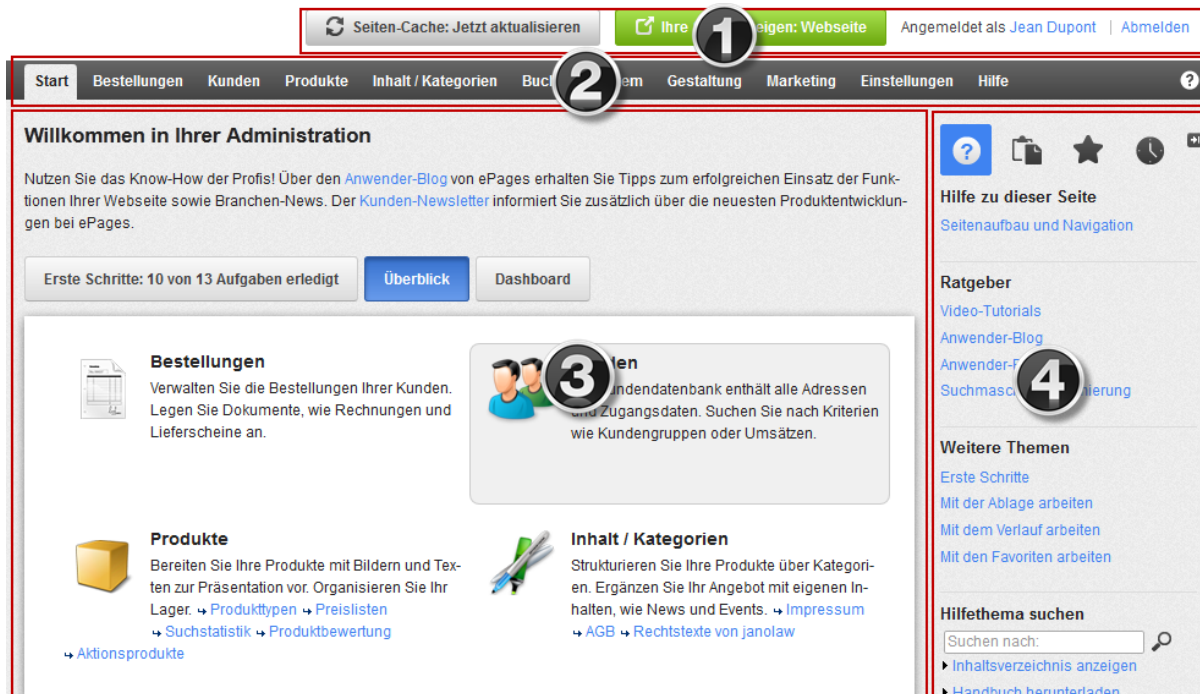 Seiten-Cache: Jetzt aktualisieren
Ihre eigen: Webseite
Angemeldet als Jean Dupont | Abmelden
1
Start Bestellungen Kunden Produkte Inhalt / Kategorien Gestaltung Marketing Einstellungen Hilfe
2
Willkommen in Ihrer Administration
Nutzen Sie das Know-How der Profis! Über den Anwender-Blog von ePages erhalten Sie Tipps zum erfolgreichen Einsatz der Funk-
tionen Ihrer Webseite sowie Branchen-News. Der Kunden-Newsletter informiert Sie zusätzlich über die neuesten Produktentwicklun-
gen bei ePages.
Erste Schritte: 10 von 13 Aufgaben erledigt
Überblick
Dashboard
Bestellungen
Verwalten Sie die Bestellungen Ihrer Kunden.
Legen Sie Dokumente, wie Rechnungen und
Lieferscheine an.
3
Kundendatenbank enthält alle Adressen
und Zugangsdaten. Suchen Sie nach Kriterien
wie Kundengruppen oder Umsätzen.
Produkte
Bereiten Sie Ihre Produkte mit Bildern und Tex-
ten zur Präsentation vor. Organisieren Sie Ihr
Lager. Produkttypen Preislisten
Suchstatistik Produktbewertung
Aktionsprodukte
Inhalt / Kategorien
Strukturieren Sie Ihre Produkte über Kategori-
en. Ergänzen Sie Ihr Angebot mit eigenen In-
halten, wie News und Events. Impressum
AGB Rechtstexte von janolaw
Hilfe zu dieser Seite
Seitenaufbau und Navigation
Ratgeber
Video-Tutorials
Anwender-Blog
4
Weitere Themen
Erste Schritte
Mit der Ablage arbeiten
Mit dem Verlauf arbeiten
Mit den Favoriten arbeiten
Hilfethema suchen
Suchen nach:
Inhaltsverzeichnis anzeigen
Handbuch herunterladen